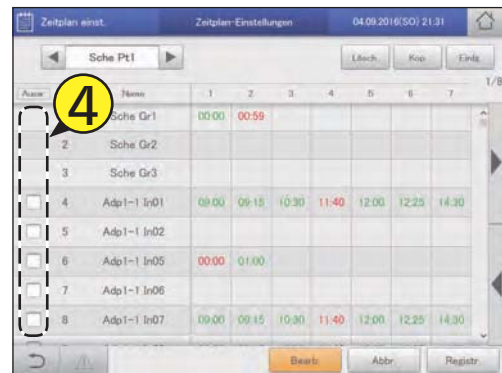 Zeitplan einst. Zeitplan-Einstellungen 04.09.2016(SO) 21:31
Sche Pt1 Lösch. Kop. Einfg.
1/8
Ausw. Name 1 2 3 4 5 6 7
4
Sche Gr1 00:00 00:59
2 Sche Gr2
3 Sche Gr3
4 Adp1-1 In01 09:00 09:15 10:30 11:40 12:00 12:25 14:30
5 Adp1-1 In02
6 Adp1-1 In05 00:00 01:00
7 Adp1-1 In06
8 Adp1-1 In07 09:00 09:15 10:30 11:40 12:00 12:25 14:30
Bearb. Abbr. Registr.